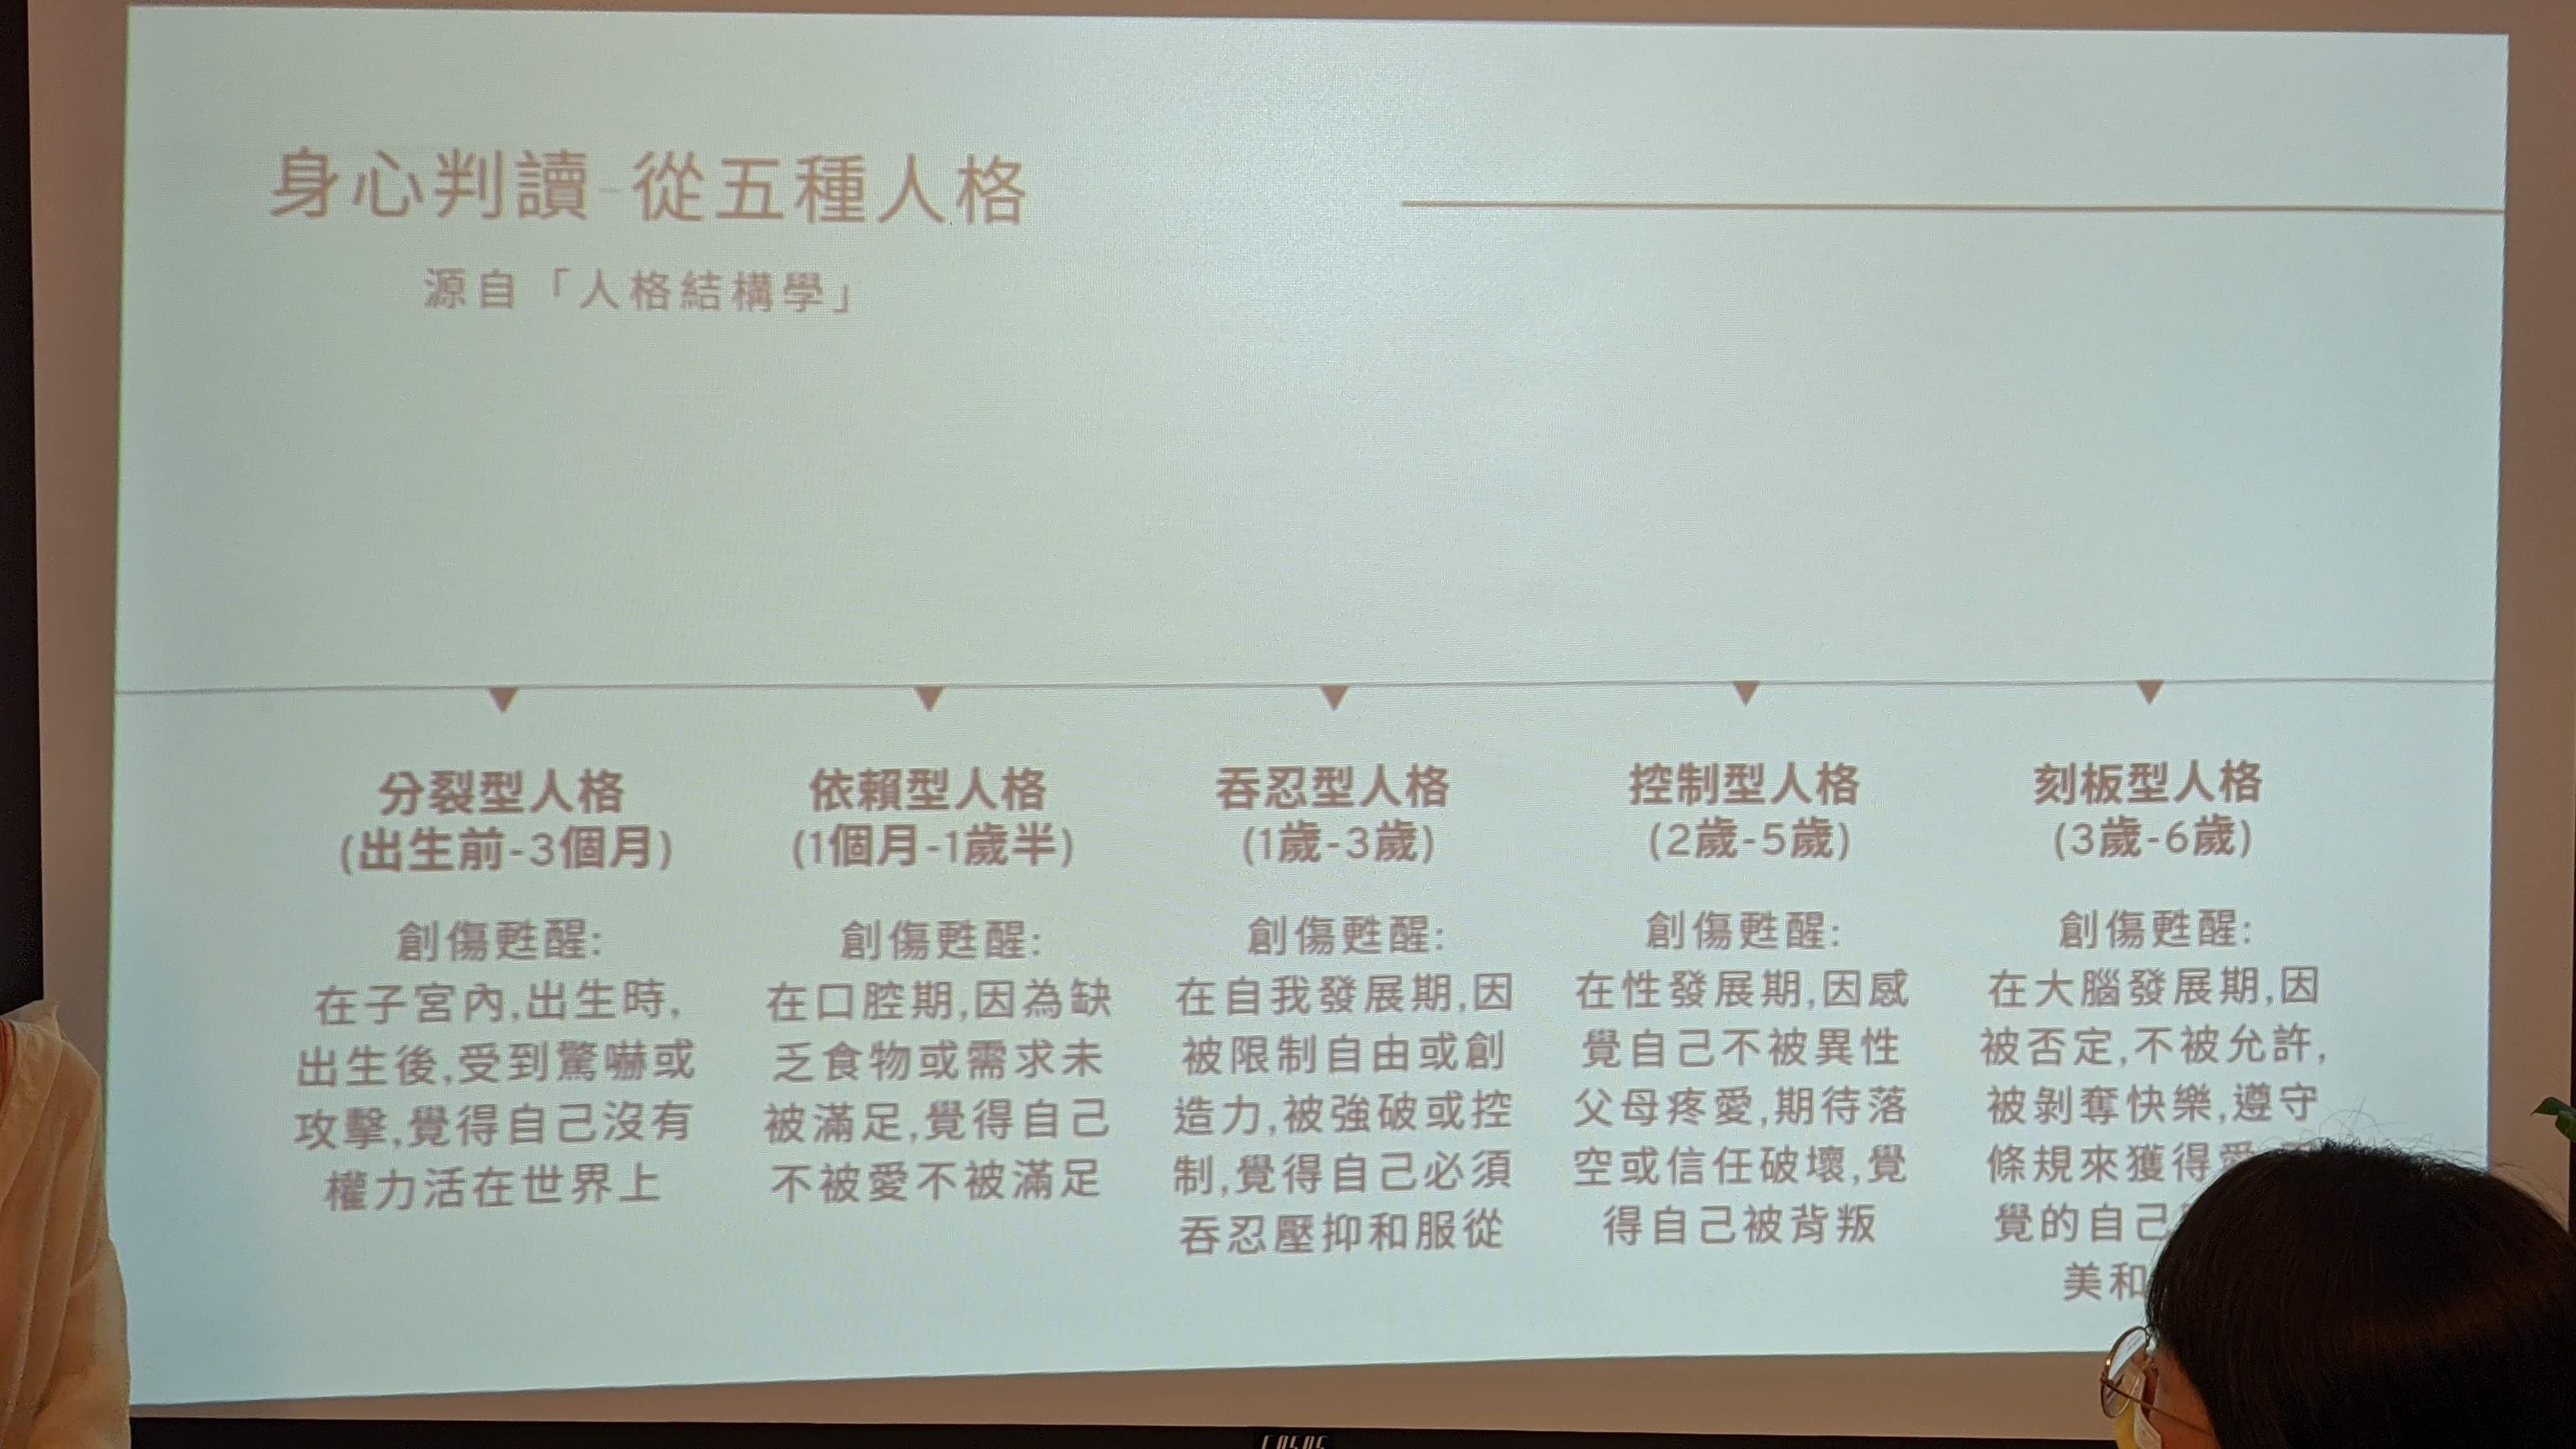 身心判讀-從五種人格
源自「人格結構學」
分裂型人格
(出生前-3個月)
創傷甦醒:
在子宮內,出生時,
出生後,受到驚嚇或
攻擊,覺得自己沒有
權力活在世界上
依賴型人格
(1個月-1歲半)
創傷甦醒:
在口腔期,因為缺
乏食物或需求未
被滿足,覺得自己
不被愛不被滿足
吞忍型人格
(1歲-3歲)
創傷甦醒:
在自我發展期,因
被限制自由或創
造力,被強破或控
制,覺得自己必須
吞忍壓抑和服從
控制型人格
(2歲-5歲)
創傷甦醒:
在性發展期,因感
覺自己不被異性
父母疼愛,期待落
空或信任破壞,覺
得自己被背叛
刻板型人格
(3歲-6歲)
創傷甦醒:
在大腦發展期,因
被否定,不被允許,
被剝奪快樂,遵守
條規來獲得愛
覺的自己
美和